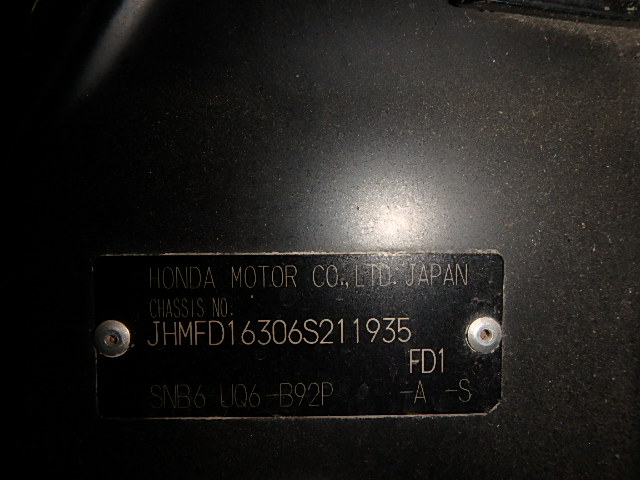 HONDA MOTOR CO.,LTD. JAPAN
CHASSIS NO.
JHMFD16306S211935
FD1
SNB6 UQ6 -B92P -A -S